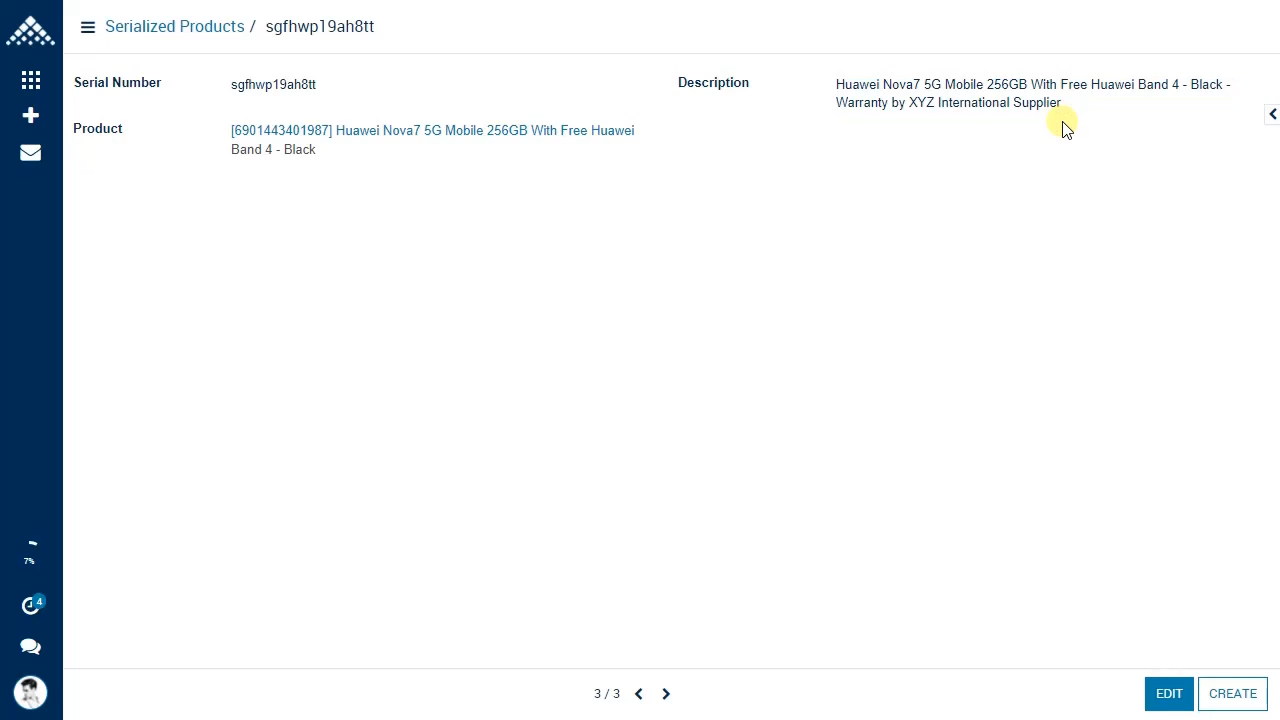 Serialized Products / sgfhwp19ah8tt
Serial Number
sgfhwp19ah8tt
Description
Huawei Nova7 5G Mobile 256GB With Free Huawei Band 4 - Black -
Warranty by XYZ International Supplier
Product
[6901443401987] Huawei Nova7 5G Mobile 256GB With Free Huawei
Band 4 - Black
7%
4
3 / 3
EDIT
CREATE